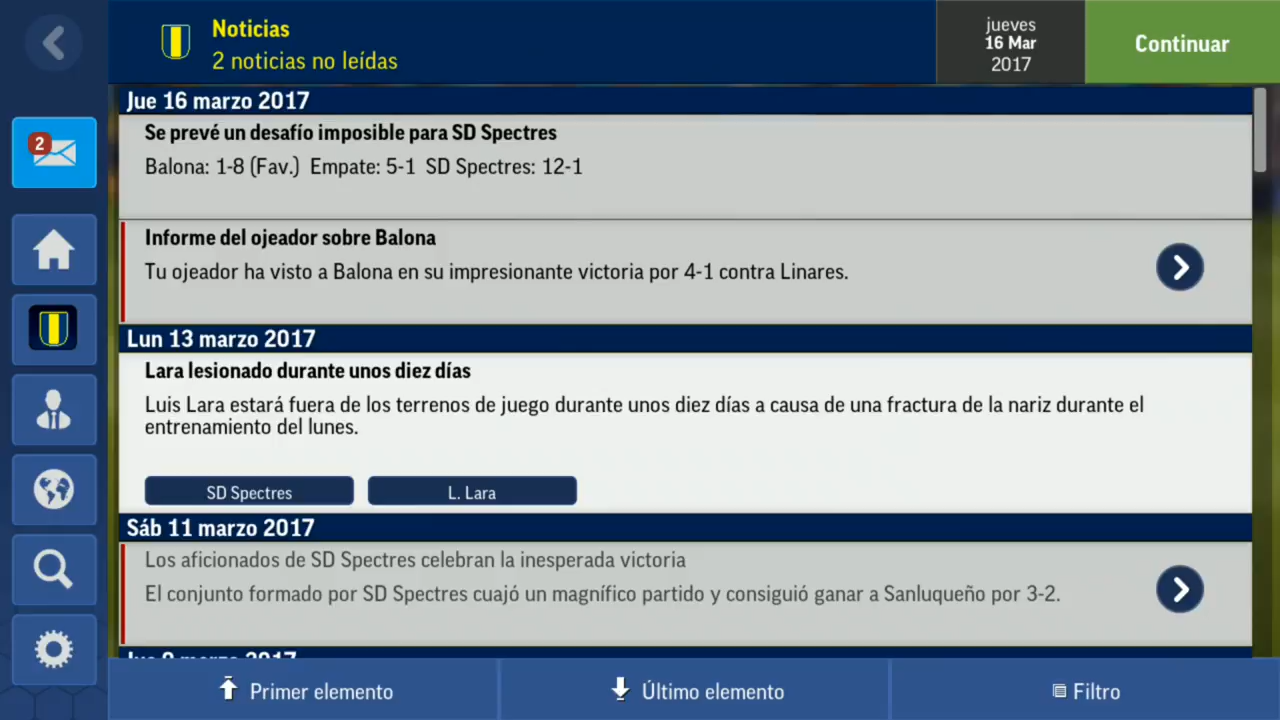 Noticias
2 noticias no leídas
jueves
16 Mar
2017
Continuar
2
Jue 16 marzo 2017
Se prevé un desafío imposible para SD Spectres
Balona: 1-8 (Fav.) Empate: 5-1 SD Spectres: 12-1
Informe del ojeador sobre Balona
Tu ojeador ha visto a Balona en su impresionante victoria por 4-1 contra Linares.
Lun 13 marzo 2017
Lara lesionado durante unos diez días
Luis Lara estará fuera de los terrenos de juego durante unos diez días a causa de una fractura de la nariz durante el
entrenamiento del lunes.
SD Spectres
L. Lara
Sáb 11 marzo 2017
Los aficionados de SD Spectres celebran la inesperada victoria
El conjunto formado por SD Spectres cuajó un magnífico partido y consiguió ganar a Sanluqueño por 3-2.
Jue 9 marzo 2017
Primer elemento
Último elemento
Filtro